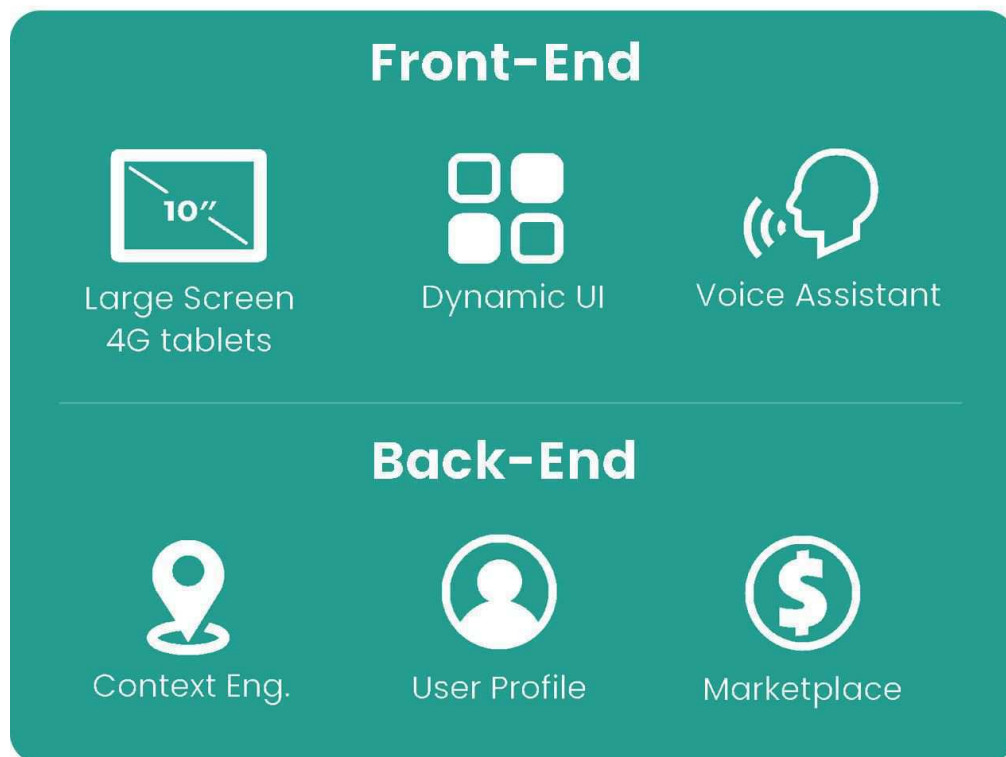 Front-End
10"
Large Screen
4G tablets
Dynamic UI
Voice Assistant
Back-End
Context Eng.
User Profile
$
Marketplace